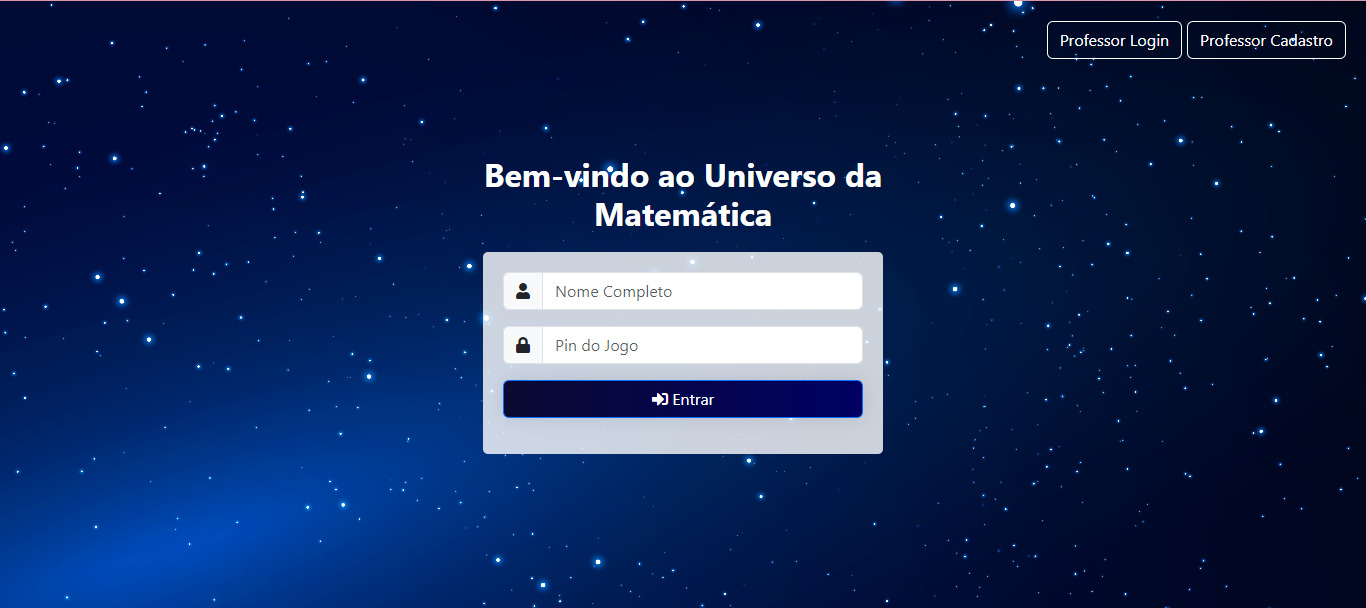 Professor Login
Professor Cadastro
Bem-vindo ao Universo da
Matemática
Nome Completo
Pin do Jogo
Entrar